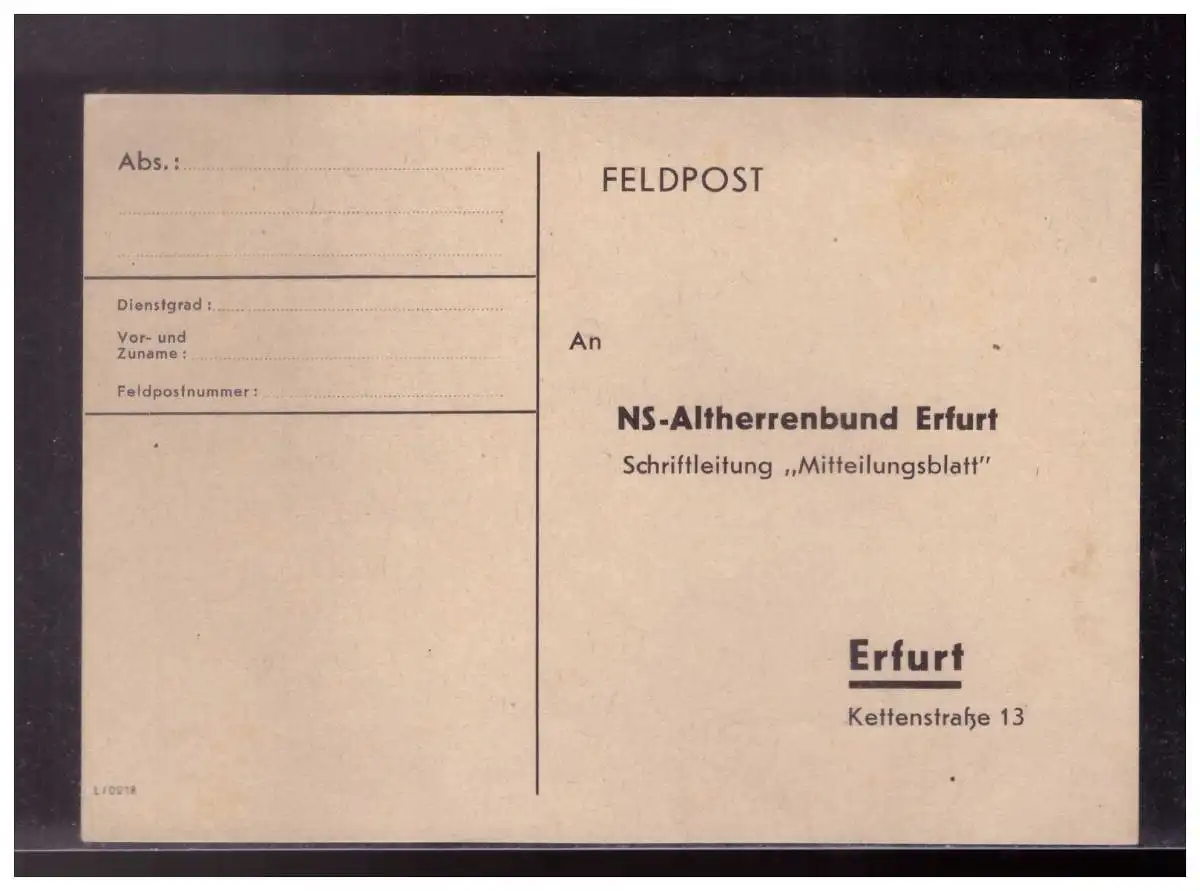 Abs.:
Dienstgrad:
Vor- und
Zuname:
Feldpostnummer:
FELDPOST
An
NS-Altherrenbund Erfurt
Schriftleitung „Mitteilungsblatt"
Erfurt
Kettenstraße 13